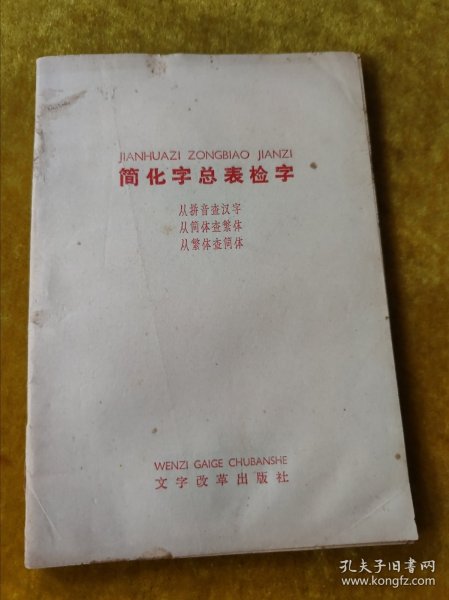 JIANHUAZI ZONGBIAO JIANZI
简化字总表检字
从拼音查汉字
从简体查繁体
从繁体查简体
WENZI GAIGE CHUBANSHE
文字改革出版社
孔夫子旧书网
www.kongfz.com